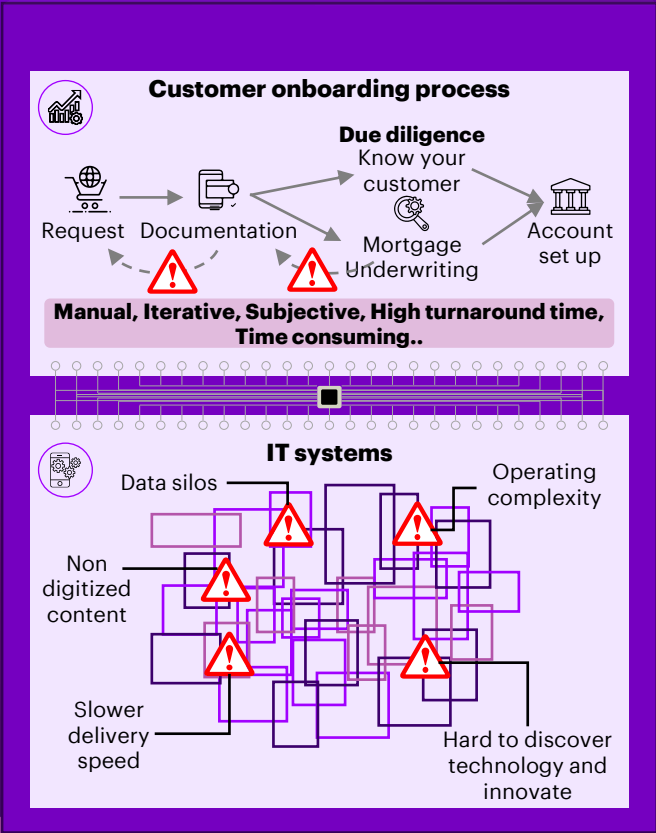 Customer onboarding process
Due diligence
Know your
customer
Request
Documentation
Mortgage
Underwriting
Account
set up
Manual, Iterative, Subjective, High turnaround time,
Time consuming..
IT systems
Data silos
Operating
complexity
Non
digitized
content
Slower
delivery
speed
Hard to discover
technology and
innovate